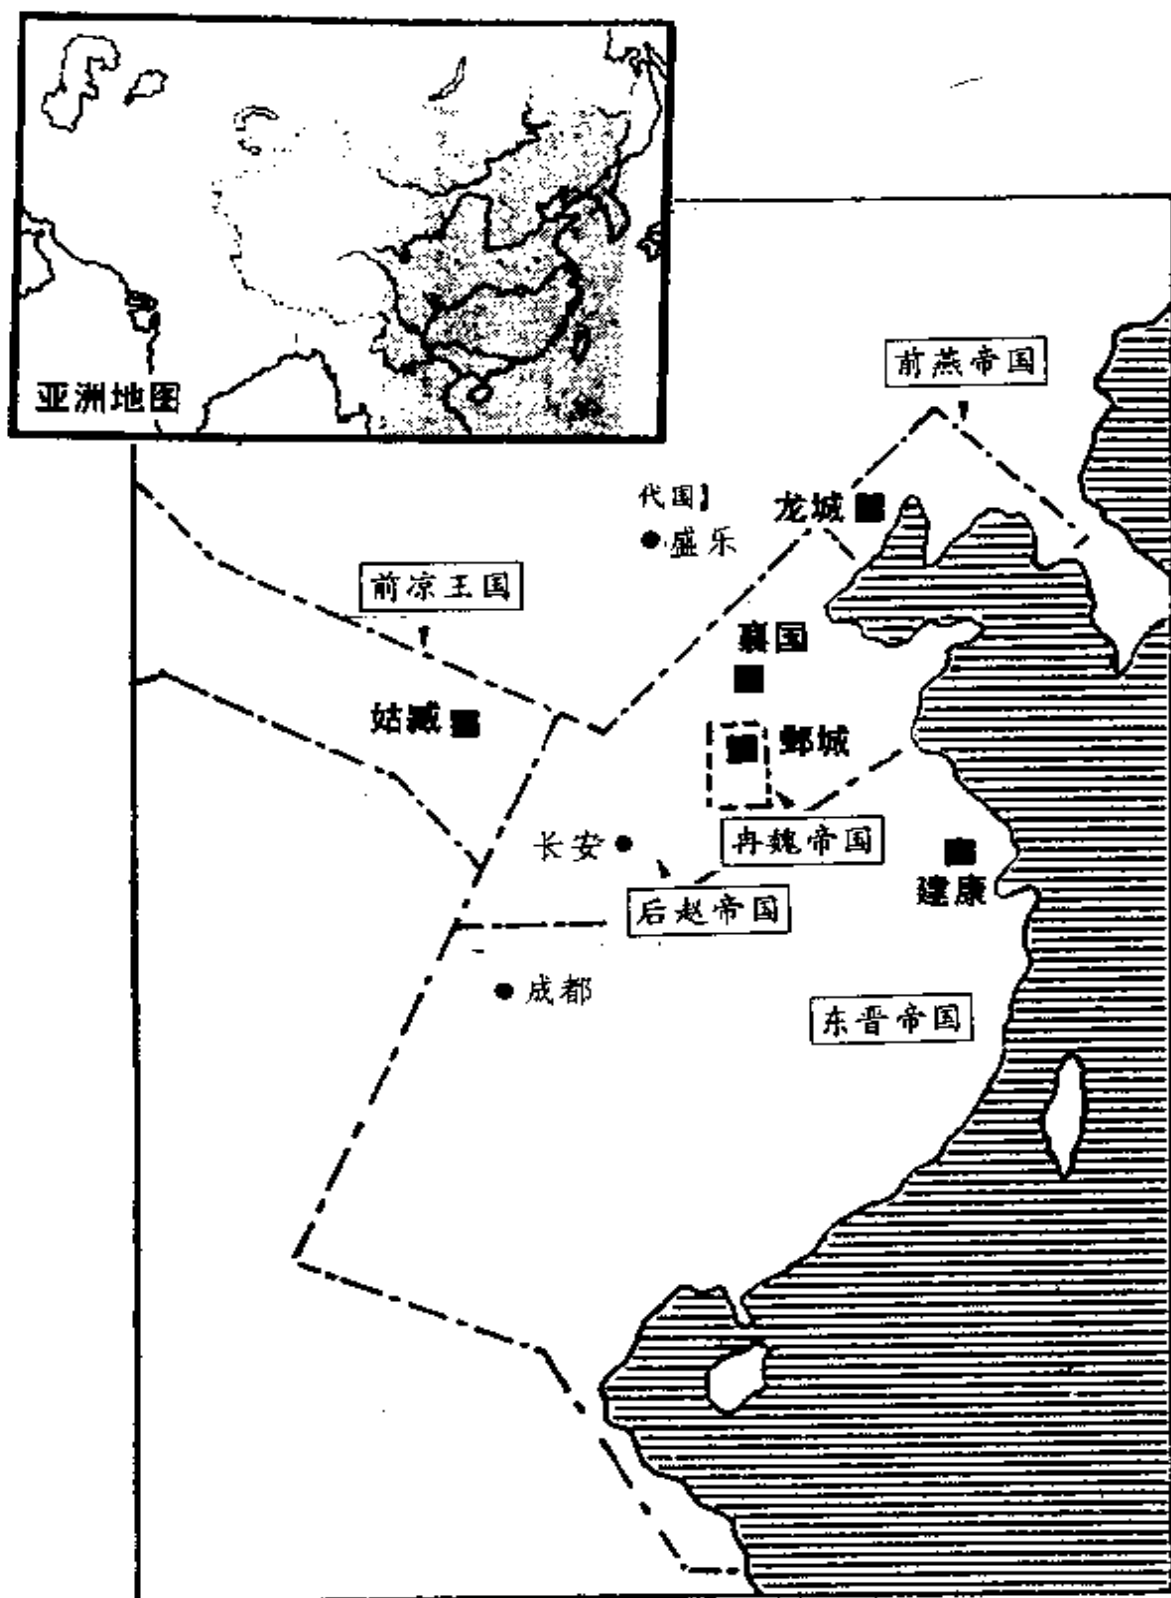 亚洲地图
前燕帝国
代国】
龙城
盛乐
前凉王国
襄国
姑臧
邺城
长安
冉魏帝国
建康
后赵帝国
成都
东晋帝国